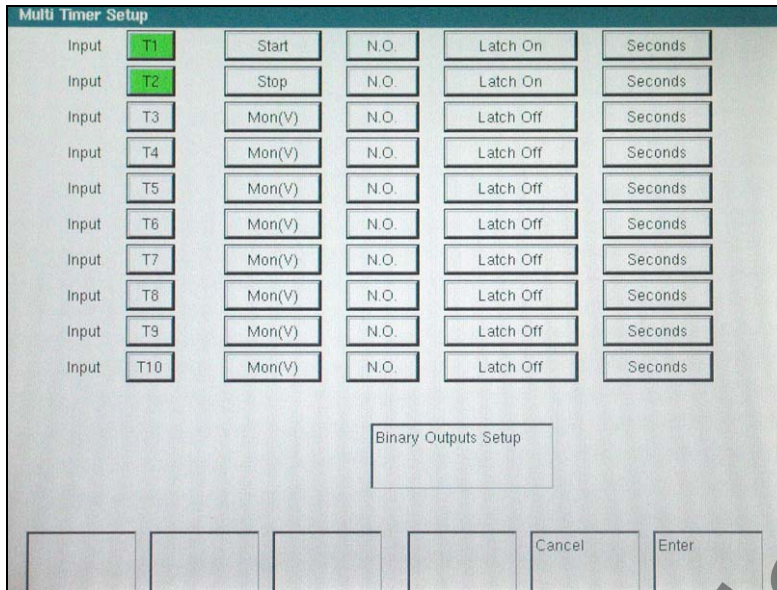 Multi Timer Setup
Input T1 Start N.O. Latch On Seconds
Input T2 Stop N.O. Latch On Seconds
Input T3 Mon(V) N.O. Latch Off Seconds
Input T4 Mon(V) N.O. Latch Off Seconds
Input T5 Mon(V) N.O. Latch Off Seconds
Input T6 Mon(V) N.O. Latch Off Seconds
Input T7 Mon(V) N.O. Latch Off Seconds
Input T8 Mon(V) N.O. Latch Off Seconds
Input T9 Mon(V) N.O. Latch Off Seconds
Input T10 Mon(V) N.O. Latch Off Seconds
Binary Outputs Setup
Cancel Enter